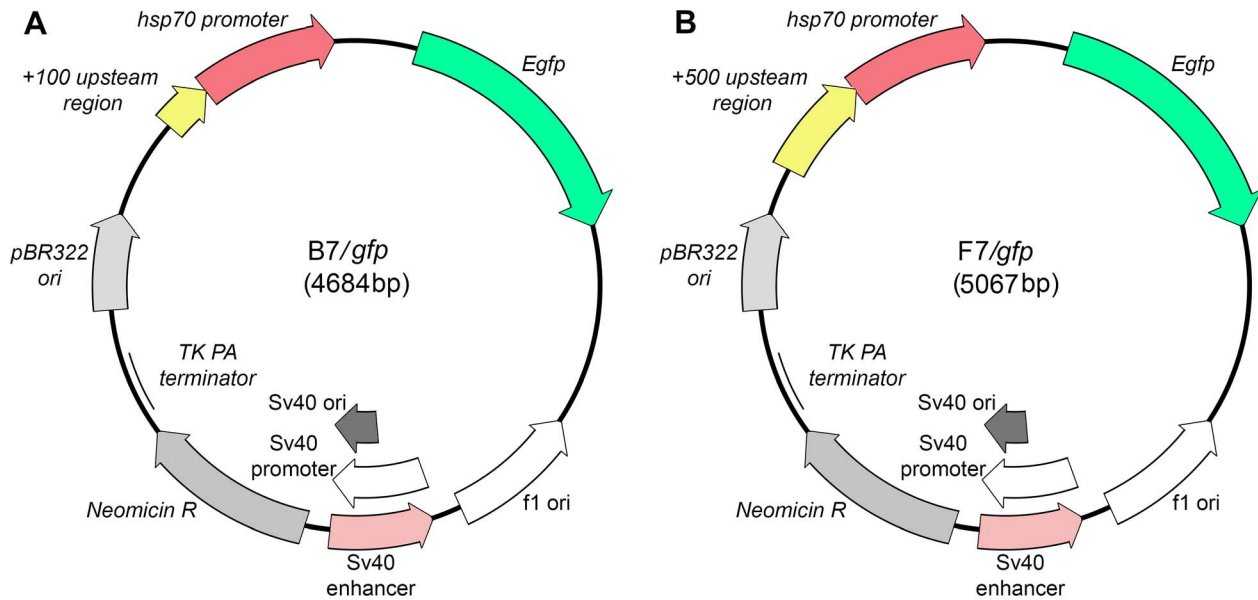 A
hsp70 promoter
+100 upsteam
region
Egfp
pBR322
ori
B7/gfp
(4684bp)
TK PA
terminator
Sv40 ori
Sv40
promoter
Neomicin R
f1 ori
Sv40
enhancer
B
hsp70 promoter
+500 upsteam
region
Egfp
pBR322
ori
F7/gfp
(5067bp)
TK PA
terminator
Sv40 ori
Sv40
promoter
Neomicin R
f1 ori
Sv40
enhancer